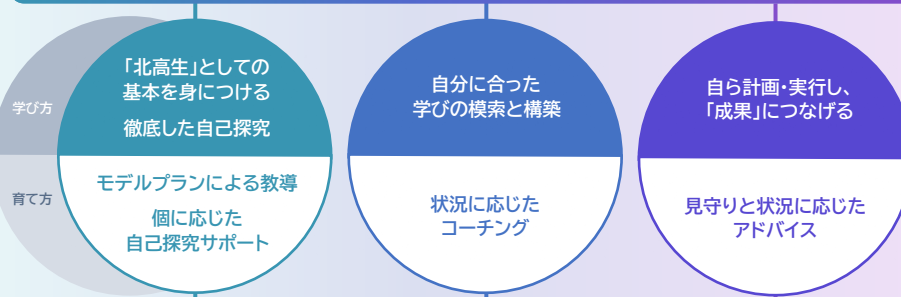 学び方
「北高生」としての
基本を身につける
徹底した自己探究
自分に合った
学びの模索と構築
自ら計画・実行し、
「成果」につなげる
育て方
モデルプランによる教導
個に応じた
自己探究サポート
状況に応じた
コーチング
見守りと状況に応じた
アドバイス